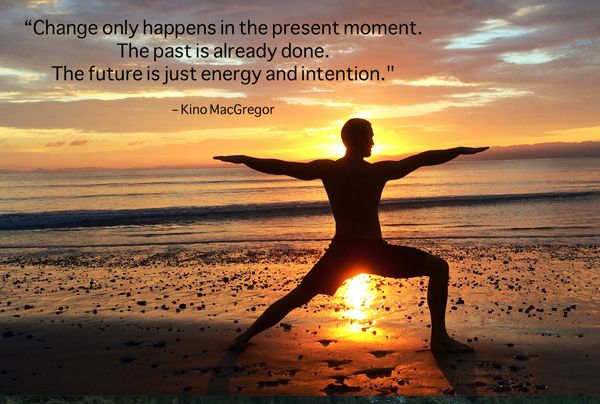 “Change only happens in the present moment.
The past is already done.
The future is just energy and intention."
– Kino MacGregor